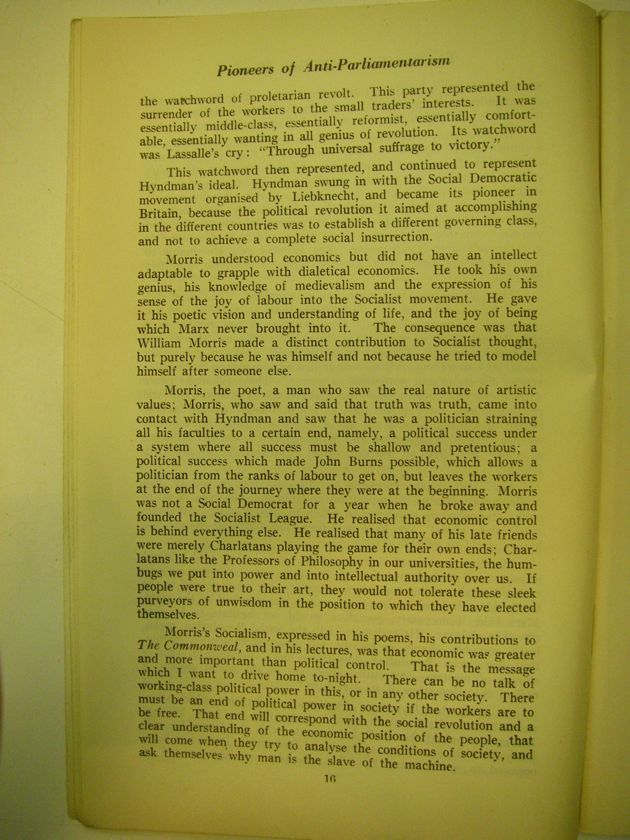 Pioneers of Anti-Parliamentarism
the watchword of proletarian revolt. This party represented the
surrender of the workers to the small traders' interests. It was
essentially middle-class, essentially reformist, essentially comfort-
able, essentially wanting in all genius of revolution. Its watchword
was Lassalle's cry: "Through universal suffrage to victory."
This watchword then represented, and continued to represent
Hyndman's ideal. Hyndman swung in with the Social Democratic
movement organised by Liebknecht, and became its pioneer in
Britain, because the political revolution it aimed at accomplishing
in the different countries was to establish a different governing class,
and not to achieve a complete social insurrection.
Morris understood economics but did not have an intellect
adaptable to grapple with dialetical economics. He took his own
genius, his knowledge of medievalism and the expression of his
sense of the joy of labour into the Socialist movement. He gave
it his poetic vision and understanding of life, and the joy of being
which Marx never brought into it. The consequence was that
William Morris made a distinct contribution to Socialist thought,
but purely because he was himself and not because he tried to model
himself after someone else.
Morris, the poet, a man who saw the real nature of artistic
values; Morris, who saw and said that truth was truth, came into
contact with Hyndman and saw that he was a politician straining
all his faculties to a certain end, namely, a political success under
a system where all success must be shallow and pretentious; a
political success which made John Burns possible, which allows a
politician from the ranks of labour to get on, but leaves the workers
at the end of the journey where they were at the beginning. Morris
was not a Social Democrat for a year when he broke away and
founded the Socialist League. He realised that economic control
is behind everything else. He realised that many of his late friends
were merely Charlatans playing the game for their own ends; Char-
latans like the Professors of Philosophy in our universities, the hum-
bugs we put into power and into intellectual authority over us. If
people were true to their art, they would not tolerate these sleek
purveyors of unwisdom in the position to which they have elected
themselves.
Morris's Socialism, expressed in his poems, his contributions to
The Commonweal, and in his lectures, was that economic was greater
and more important than political control. That is the message
which I want to drive home to-night. There can be no talk of
working-class political power in this, or in any other society. There
must be an end of political power in society if the workers are to
be free. That end will correspond with the social revolution and a
clear understanding of the economic position of the people, that
will come when they try to analyse the conditions of society, and
ask themselves why man is the slave of the machine.
16